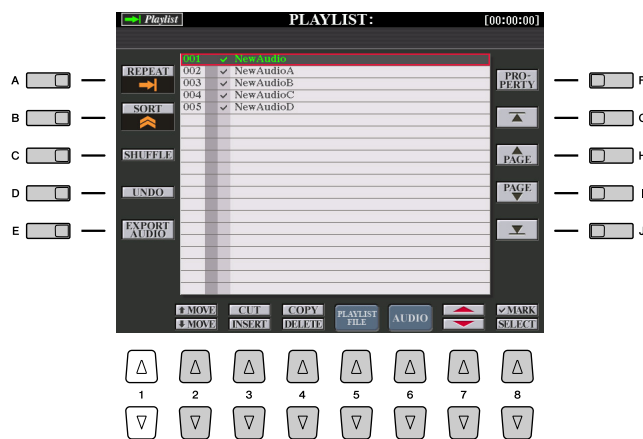 Playlist PLAYLIST: [00:00:00]
001 ✓ NewAudio
002 ✓ NewAudioA
003 ✓ NewAudioB
004 ✓ NewAudioC
005 ✓ NewAudioD
A REPEAT
B SORT
C SHUFFLE
D UNDO
E EXPORT
AUDIO
PRO-
PERTY F
G
PAGE H
PAGE I
J
MOVE CUT COPY PLAYLIST
FILE AUDIO ✓MARK
MOVE INSERT DELETE SELECT
1 2 3 4 5 6 7 8